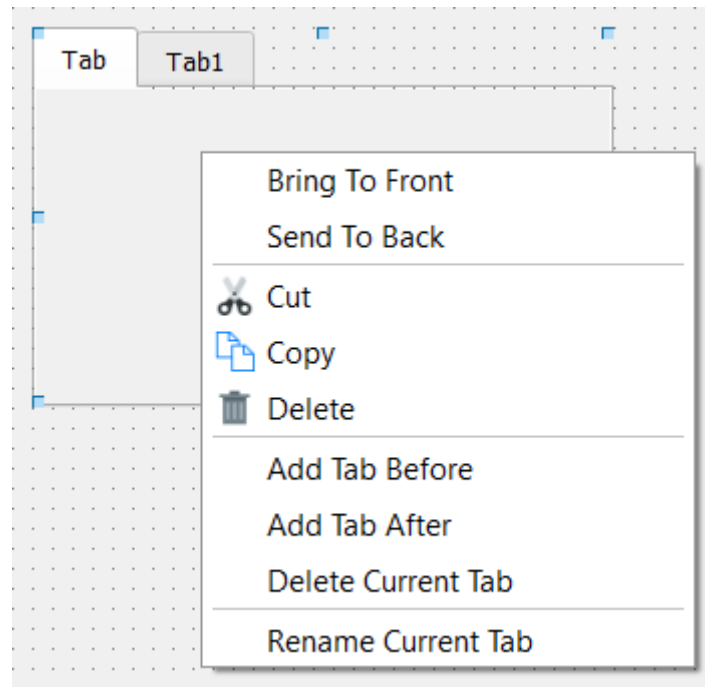 Tab Tab1
Bring To Front
Send To Back
Cut
Copy
Delete
Add Tab Before
Add Tab After
Delete Current Tab
Rename Current Tab